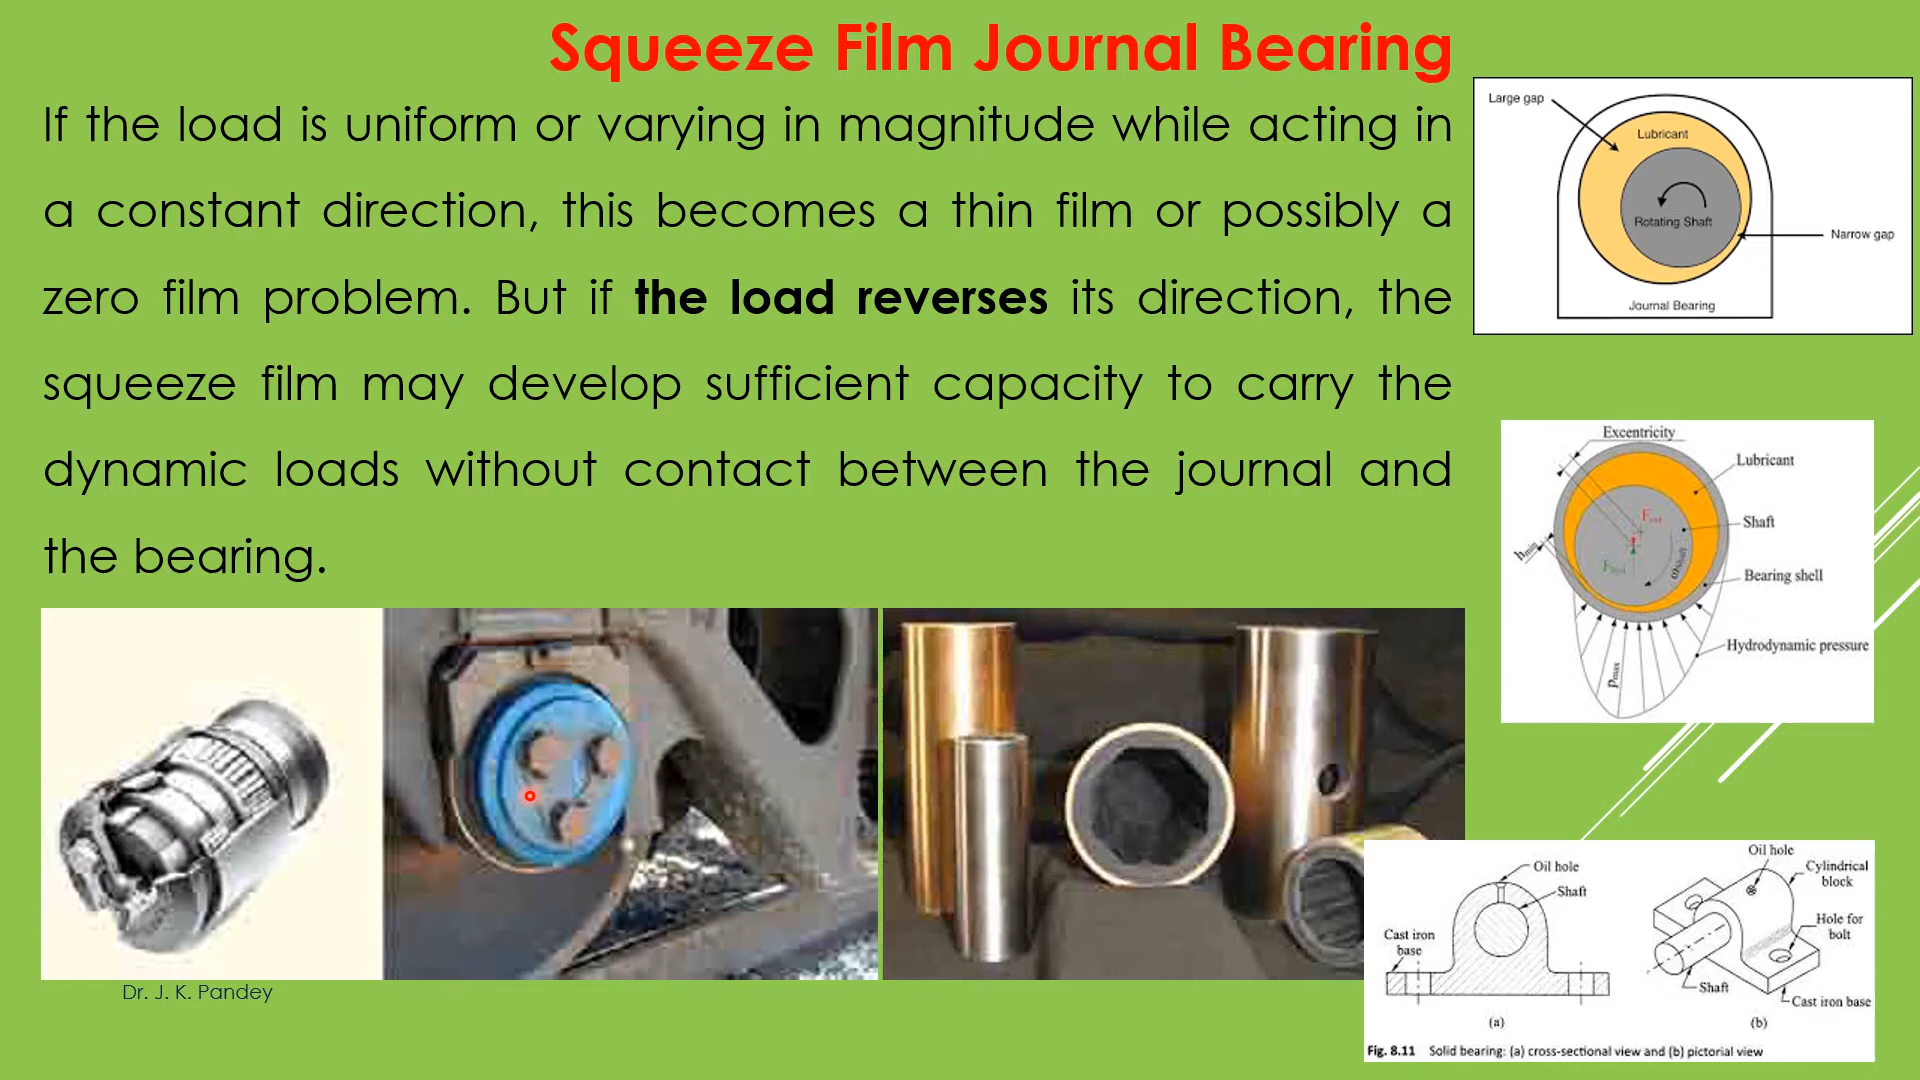 Squeeze Film Journal Bearing
If the load is uniform or varying in magnitude while acting in
a constant direction, this becomes a thin film or possibly a
zero film problem. But if the load reverses its direction, the
squeeze film may develop sufficient capacity to carry the
dynamic loads without contact between the journal and
the bearing.
Large gap
Lubricant
Rotating Shaft
Narrow gap
Journal Bearing
Excentricity
Lubricant
Shaft
hmin
ωshaft
Bearing shell
Hydrodynamic pressure
Pmax
Oil hole
Shaft
Cast iron
base
(a)
Oil hole
Cylindrical
block
Hole for
bolt
Shaft
Cast iron base
(b)
Fig. 8.11 Solid bearing: (a) cross-sectional view and (b) pictorial view
Dr. J. K. Pandey